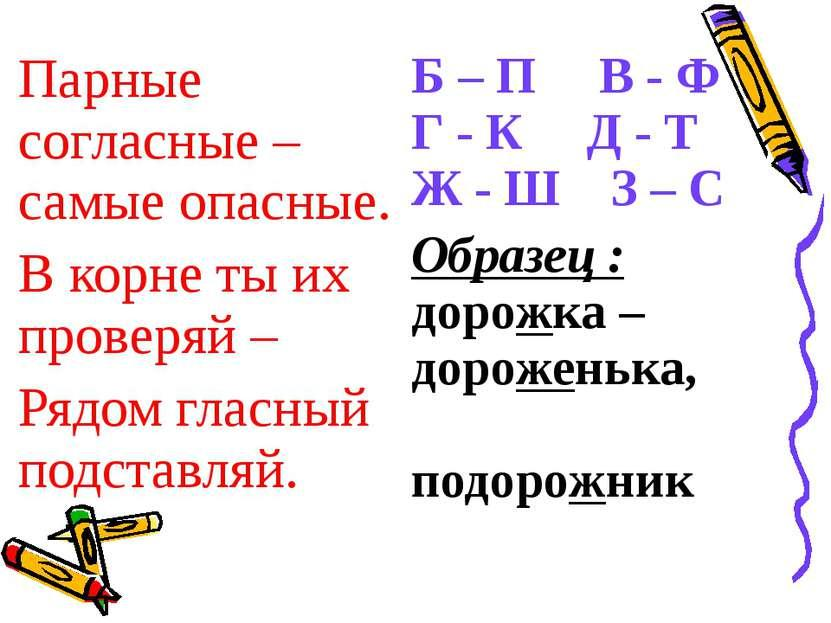 Парные
согласные –
самые опасные.
В корне ты их
проверяй –
Рядом гласный
подставляй.
Б – П В - Ф
Г - К Д - Т
Ж - Ш З – С
Образец :
дорожка –
дороженька,
подорожник